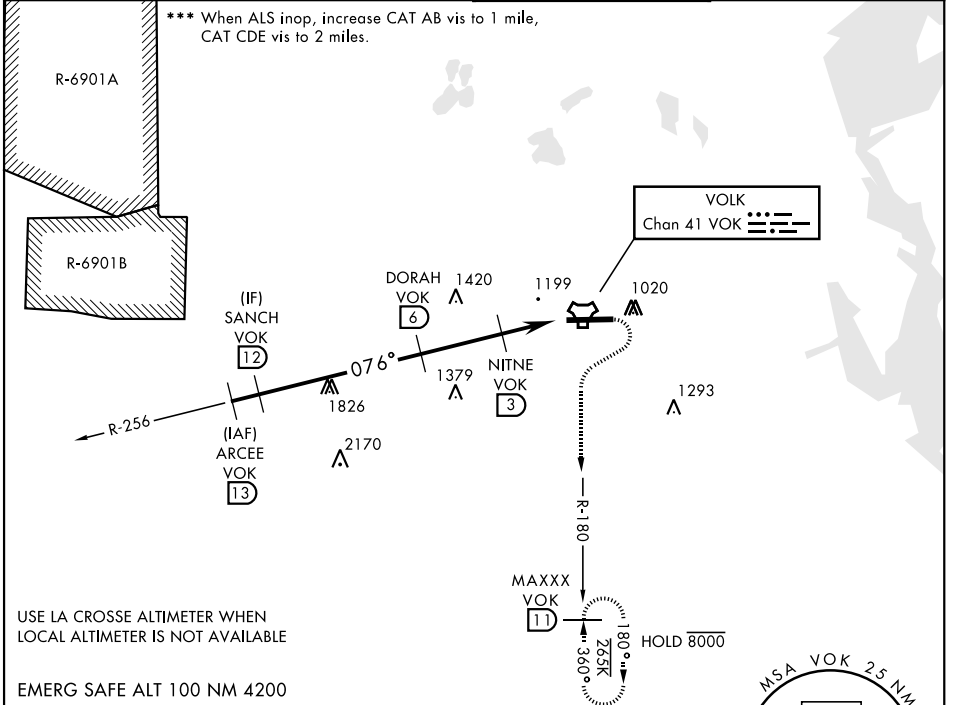 *** When ALS inop, increase CAT AB vis to 1 mile,
CAT CDE vis to 2 miles.
R-6901A
R-6901B
VOLK
Chan 41 VOK
DORAH
VOK
6
1420
1199
1020
(IF)
SANCH
VOK
12
076°
1379
NITNE
VOK
3
1826
1293
R-256
(IAF)
ARCEE
VOK
13
2170
R-180
MAXXX
VOK
11
180°
265K
360°
HOLD 8000
USE LA CROSSE ALTIMETER WHEN
LOCAL ALTIMETER IS NOT AVAILABLE
EMERG SAFE ALT 100 NM 4200
MSA VOK 25 NM